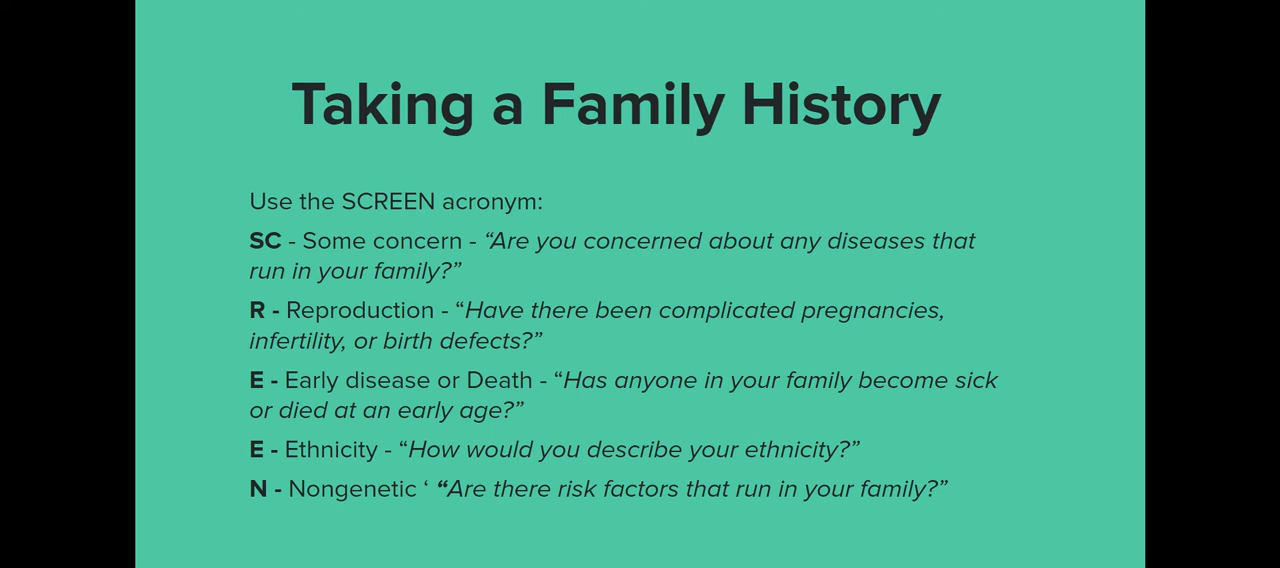 Taking a Family History
Use the SCREEN acronym:
SC - Some concern - “Are you concerned about any diseases that
run in your family?”
R - Reproduction - “Have there been complicated pregnancies,
infertility, or birth defects?”
E - Early disease or Death - “Has anyone in your family become sick
or died at an early age?”
E - Ethnicity - “How would you describe your ethnicity?”
N - Nongenetic ‘ “Are there risk factors that run in your family?”